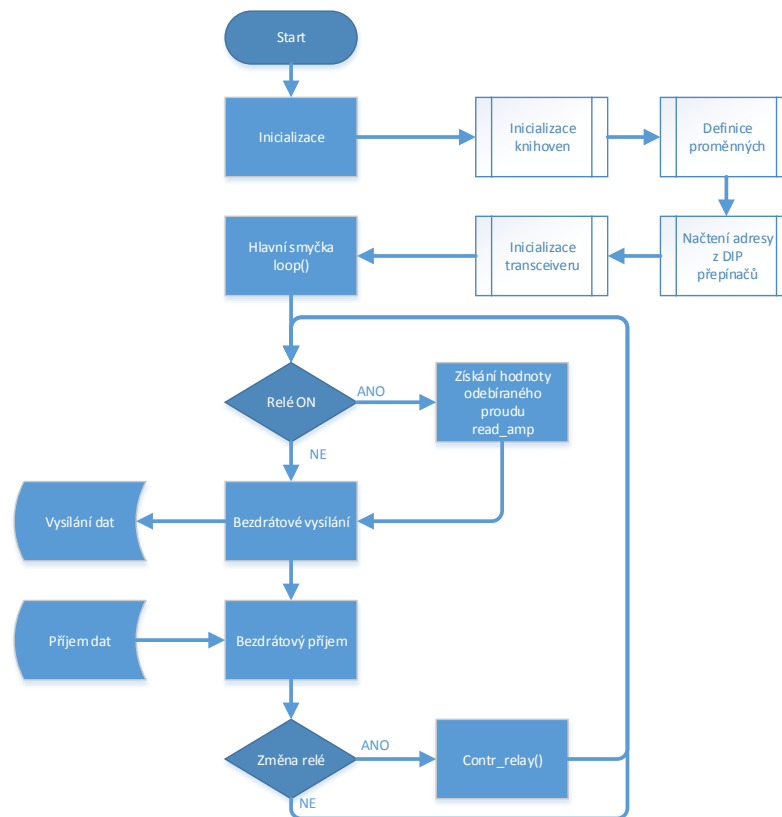 Start
Inicializace
Inicializace
knihoven
Definice
proměnných
Hlavní smyčka
loop()
Inicializace
transceiveru
Načtení adresy
z DIP
přepínačů
Relé ON
ANO
Získání hodnoty
odebíraného
proudu
read_amp
NE
Vysílání dat
Bezdrátové vysílání
Příjem dat
Bezdrátový příjem
Změna relé
ANO
Contr_relay()
NE